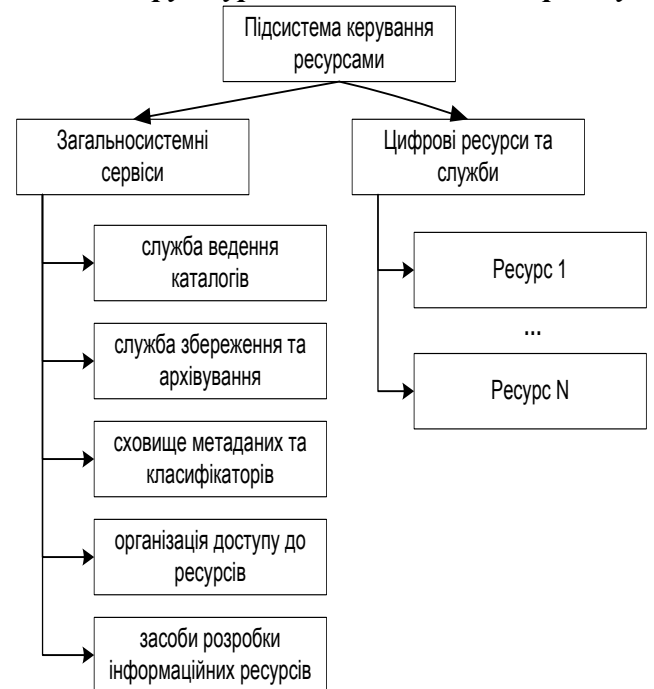 Підсистема керування
ресурсами
Загальносистемні
сервіси
Цифрові ресурси та
служби
служба ведення
каталогів
служба збереження та
архівування
сховище метаданих та
класифікаторів
організація доступу до
ресурсів
засоби розробки
інформаційних ресурсів
Ресурс 1
...
Ресурс N